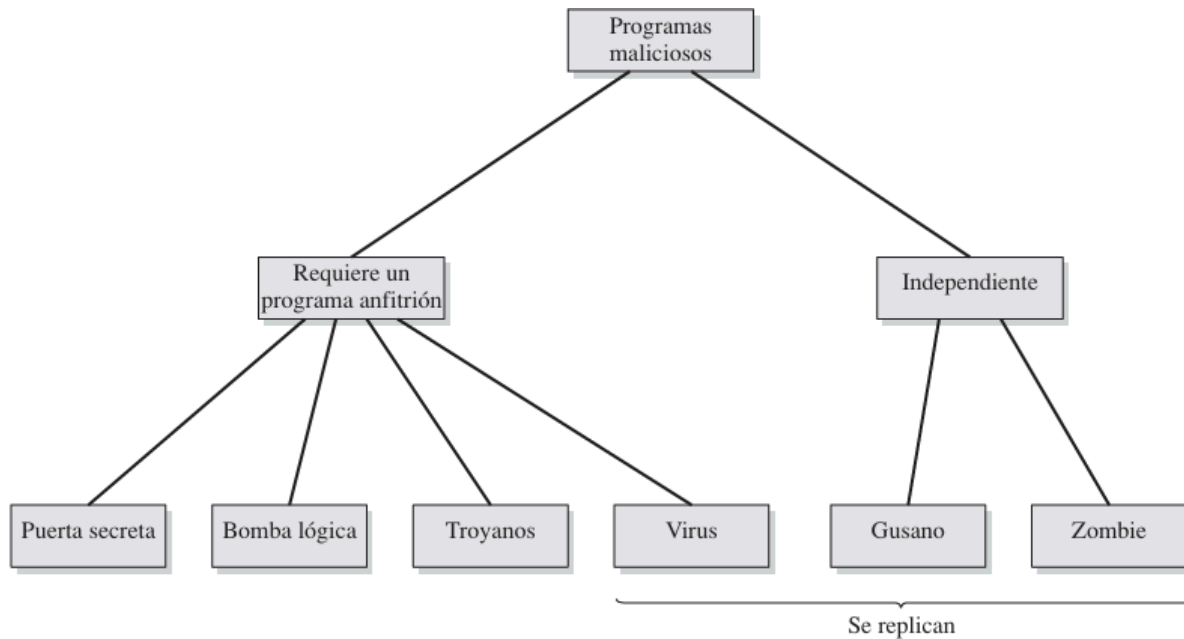 Programas
maliciosos
Requiere un
programa anfitrión
Independiente
Puerta secreta
Bomba lógica
Troyanos
Virus
Gusano
Zombie
Se replican